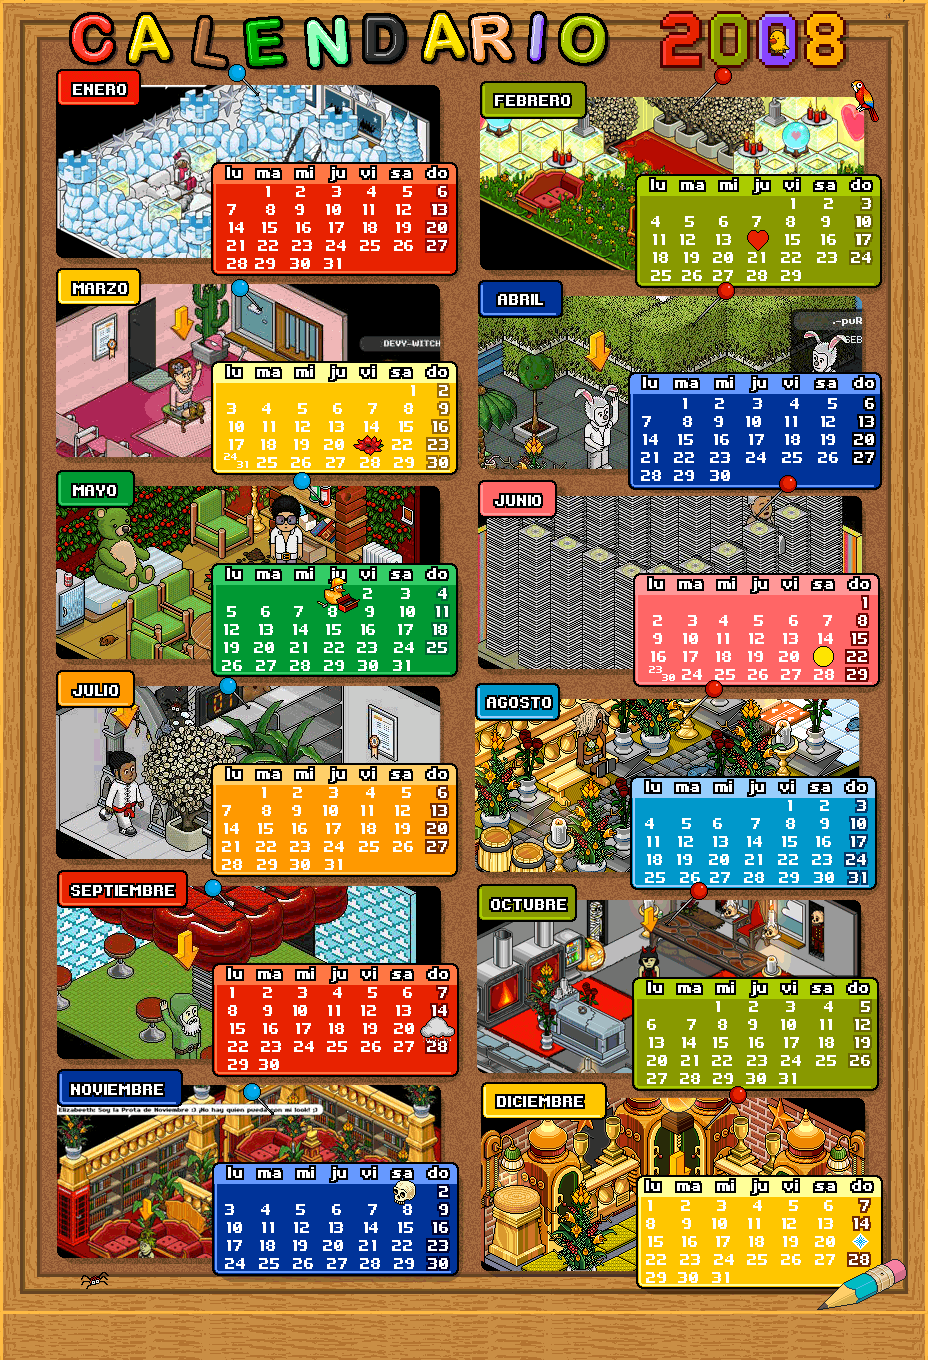 CALENDARIO 2008
ENERO
lu ma mi ju vi sa do
1 2 3 4 5 6
7 8 9 10 11 12 13
14 15 16 17 18 19 20
21 22 23 24 25 26 27
28 29 30 31
FEBRERO
lu ma mi ju vi sa do
1 2 3
4 5 6 7 8 9 10
11 12 13 15 16 17
18 19 20 21 22 23 24
25 26 27 28 29
MARZO
DEVY-WITCH
lu ma mi ju vi sa do
1 2
3 4 5 6 7 8 9
10 11 12 13 14 15 16
17 18 19 20 22 23
24 31 25 26 27 28 29 30
ABRIL
.-puR
SEB
lu ma mi ju vi sa do
1 2 3 4 5 6
7 8 9 10 11 12 13
14 15 16 17 18 19 20
21 22 23 24 25 26 27
28 29 30
MAYO
lu ma mi ju vi sa do
2 3 4
5 6 7 8 9 10 11
12 13 14 15 16 17 18
19 20 21 22 23 24 25
26 27 28 29 30 31
JUNIO
lu ma mi ju vi sa do
1
2 3 4 5 6 7 8
9 10 11 12 13 14 15
16 17 18 19 20 22
23 30 24 25 26 27 28 29
JULIO
lu ma mi ju vi sa do
1 2 3 4 5 6
7 8 9 10 11 12 13
14 15 16 17 18 19 20
21 22 23 24 25 26 27
28 29 30 31
AGOSTO
lu ma mi ju vi sa do
1 2 3
4 5 6 7 8 9 10
11 12 13 14 15 16 17
18 19 20 21 22 23 24
25 26 27 28 29 30 31
SEPTIEMBRE
lu ma mi ju vi sa do
1 2 3 4 5 6 7
8 9 10 11 12 13 14
15 16 17 18 19 20
22 23 24 25 26 27 28
29 30
OCTUBRE
lu ma mi ju vi sa do
1 2 3 4 5
6 7 8 9 10 11 12
13 14 15 16 17 18 19
20 21 22 23 24 25 26
27 28 29 30 31
NOVIEMBRE
Elizabeeth: Soy la Prota de Noviembre :) ¡No hay quien pueda con mi look! ;)
lu ma mi ju vi sa do
2
3 4 5 6 7 8 9
10 11 12 13 14 15 16
17 18 19 20 21 22 23
24 25 26 27 28 29 30
DICIEMBRE
lu ma mi ju vi sa do
1 2 3 4 5 6 7
8 9 10 11 12 13 14
15 16 17 18 19 20
22 23 24 25 26 27 28
29 30 31